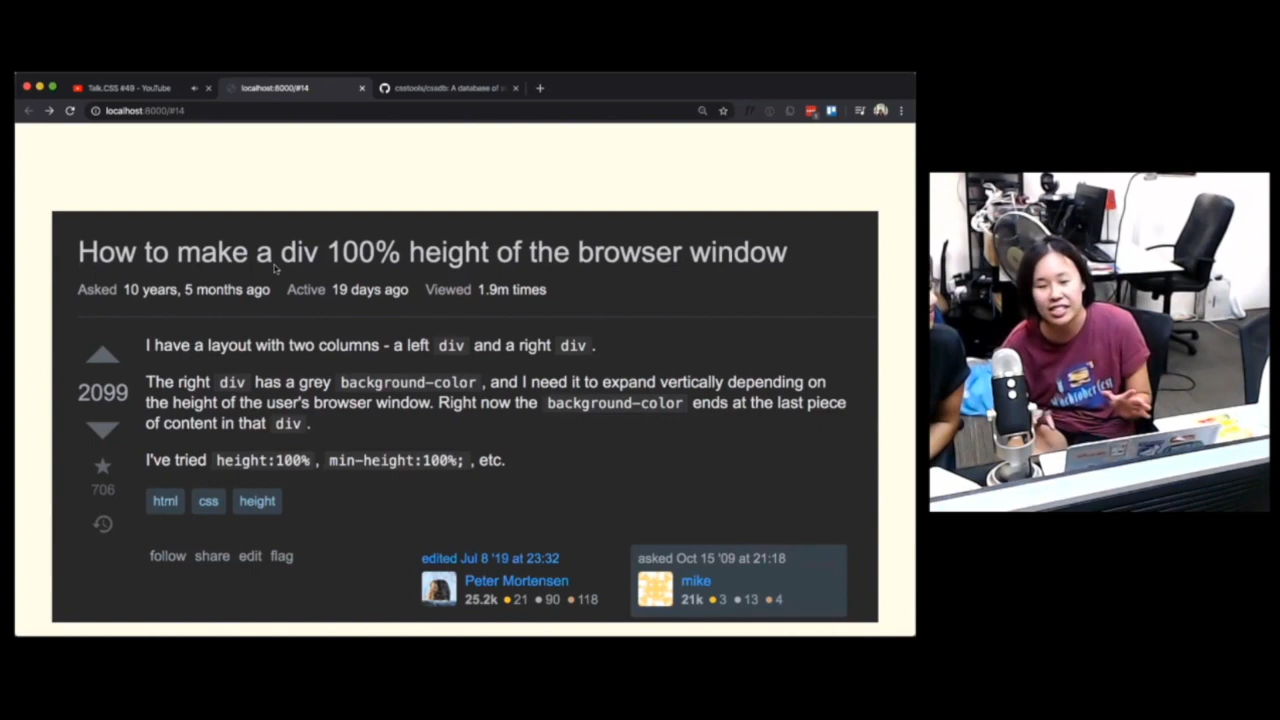 Talk.CSS #49 - YouTube
localhost:8000/#14
csstools/cssdb: A database of
localhost:8000/#14
How to make a div 100% height of the browser window
Asked 10 years, 5 months ago Active 19 days ago Viewed 1.9m times
I have a layout with two columns - a left div and a right div .
2099
The right div has a grey background-color , and I need it to expand vertically depending on
the height of the user's browser window. Right now the background-color ends at the last piece
of content in that div .
I've tried height:100% , min-height:100%; , etc.
706
html css height
follow share edit flag
edited Jul 8 '19 at 23:32
Peter Mortensen
25.2k 21 90 118
asked Oct 15 '09 at 21:18
mike
21k 3 13 4